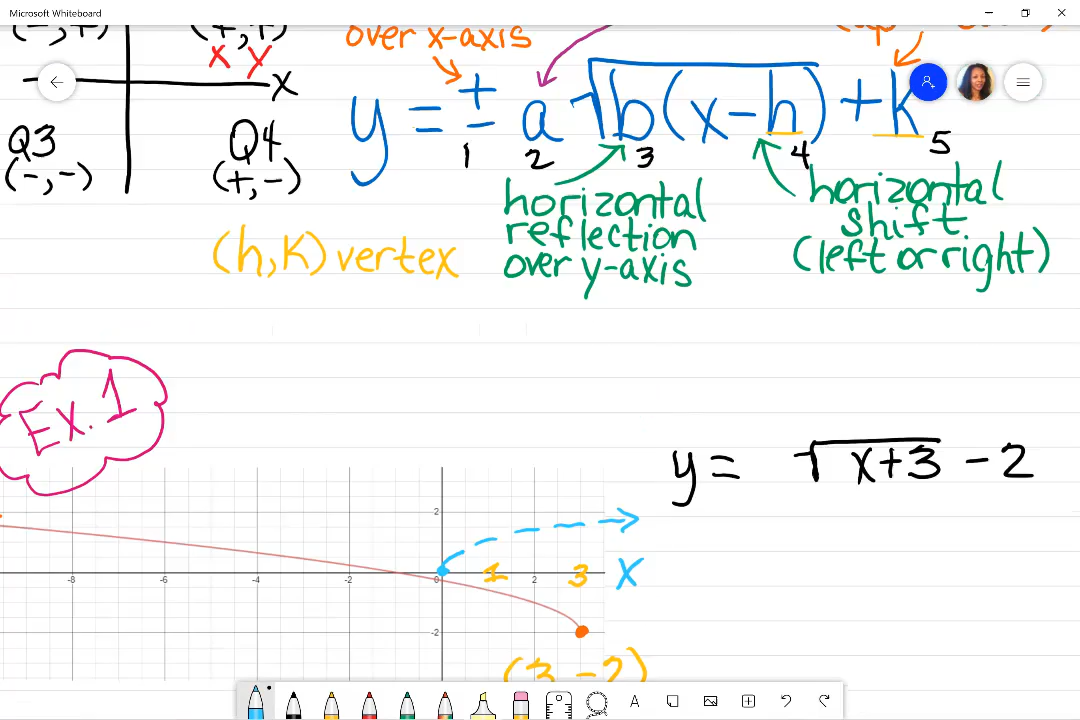 Microsoft Whiteboard
(-, +)
(+, +)
X Y
over x-axis
X
y = ± a √b(x-h) + k
1 2 3 4 5
Q3
(-, -)
Q4
(+, -)
(h, K) vertex
horizontal
reflection
over y-axis
horizontal
shift
(left or right)
Ex. 1
y = √x+3 - 2
2
-8 -6 -4 -2 0 1 2 3 X
-2
(3 -2)
A